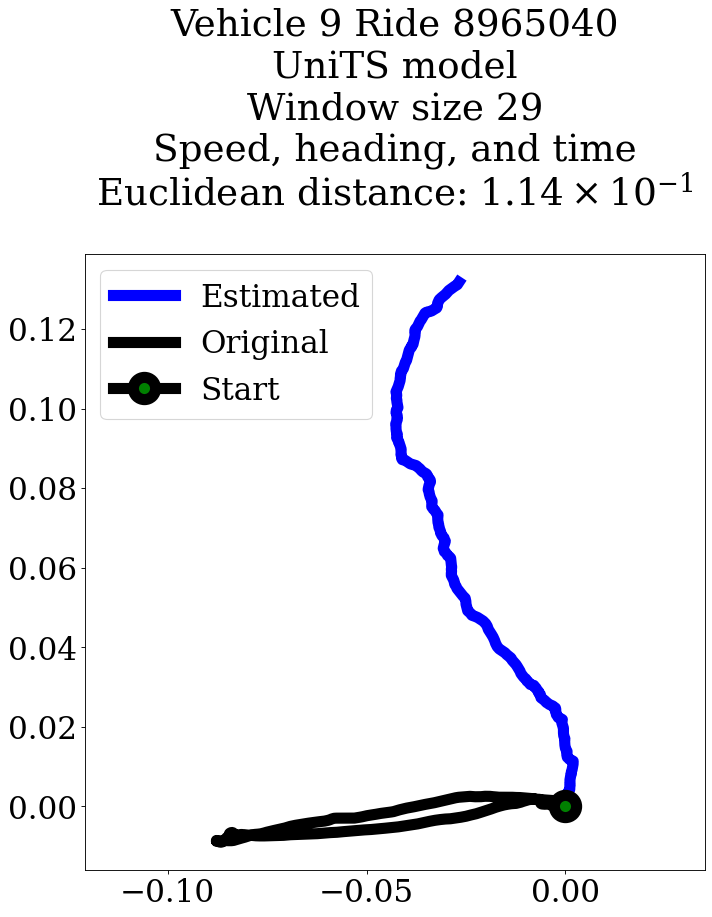 Vehicle 9 Ride 8965040
UniTS model
Window size 29
Speed, heading, and time
Euclidean distance: 1.14 × 10⁻¹
Estimated
Original
Start
0.12
0.10
0.08
0.06
0.04
0.02
0.00
−0.10
−0.05
0.00